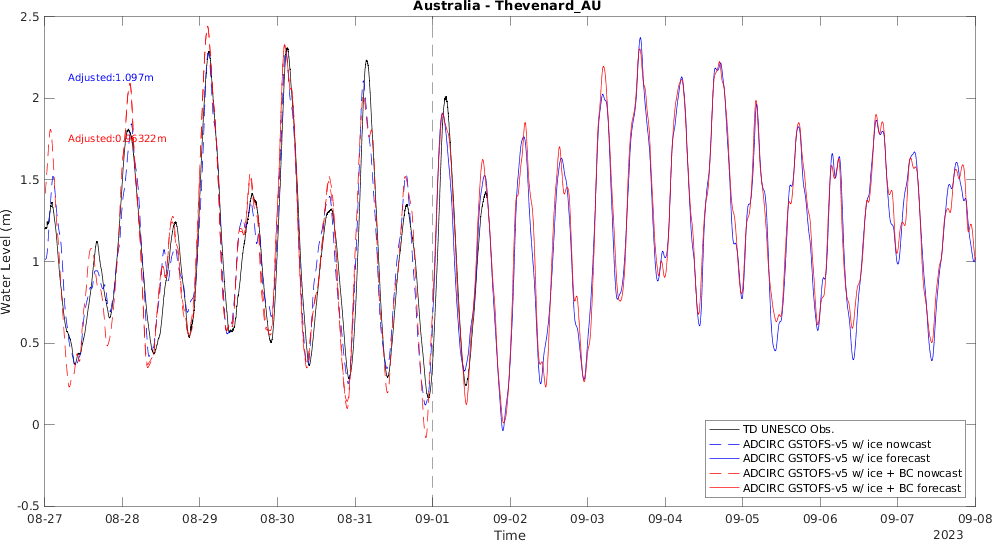 Australia - Thevenard_AU
Water Level (m)
2.5
2
1.5
1
0.5
0
-0.5
Adjusted:1.097m
Adjusted:0.96322m
TD UNESCO Obs.
ADCIRC GSTOFS-v5 w/ ice nowcast
ADCIRC GSTOFS-v5 w/ ice forecast
ADCIRC GSTOFS-v5 w/ ice + BC nowcast
ADCIRC GSTOFS-v5 w/ ice + BC forecast
08-27 08-28 08-29 08-30 08-31 09-01 09-02 09-03 09-04 09-05 09-06 09-07 09-08
Time
2023